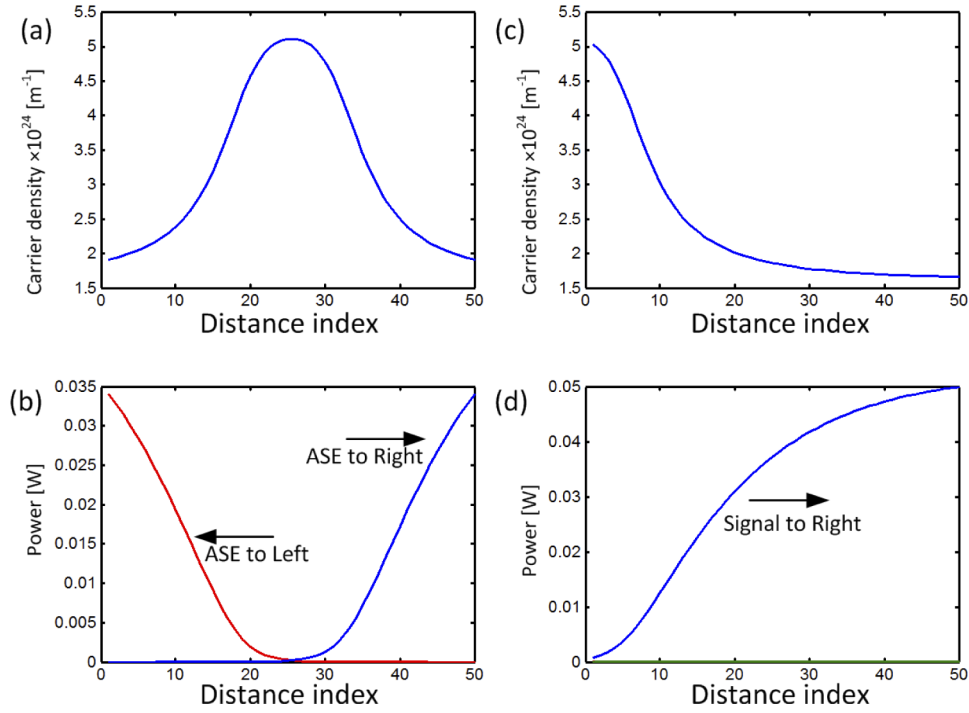 (a)
Carrier density ×10²⁴ [m⁻¹]
5.5
5
4.5
4
3.5
3
2.5
2
1.5
0 10 20 30 40 50
Distance index
(c)
Carrier density ×10²⁴ [m⁻¹]
5.5
5
4.5
4
3.5
3
2.5
2
1.5
0 10 20 30 40 50
Distance index
(b)
Power [W]
0.035
0.03
0.025
0.02
0.015
0.01
0.005
0
ASE to Right
ASE to Left
0 10 20 30 40 50
Distance index
(d)
Power [W]
0.05
0.04
0.03
0.02
0.01
0
Signal to Right
0 10 20 30 40 50
Distance index